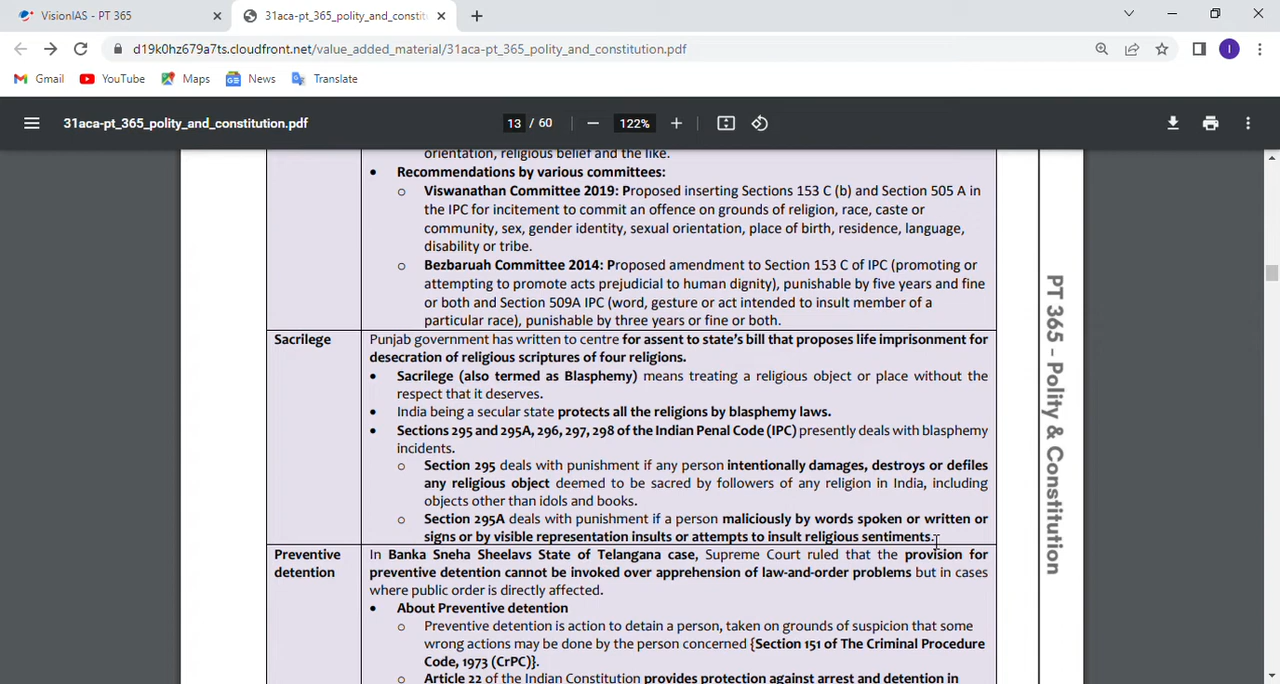 VisionIAS - PT 365
31aca-pt_365_polity_and_constit
d19k0hz679a7ts.cloudfront.net/value_added_material/31aca-pt_365_polity_and_constitution.pdf
I
Gmail
YouTube
Maps
News
Translate
31aca-pt_365_polity_and_constitution.pdf
13 / 60
122%
orientation, religious belief and the like.
• Recommendations by various committees:
o Viswanathan Committee 2019: Proposed inserting Sections 153 C (b) and Section 505 A in
the IPC for incitement to commit an offence on grounds of religion, race, caste or
community, sex, gender identity, sexual orientation, place of birth, residence, language,
disability or tribe.
o Bezbaruah Committee 2014: Proposed amendment to Section 153 C of IPC (promoting or
attempting to promote acts prejudicial to human dignity), punishable by five years and fine
or both and Section 509A IPC (word, gesture or act intended to insult member of a
particular race), punishable by three years or fine or both.
Sacrilege
Punjab government has written to centre for assent to state's bill that proposes life imprisonment for
desecration of religious scriptures of four religions.
• Sacrilege (also termed as Blasphemy) means treating a religious object or place without the
respect that it deserves.
• India being a secular state protects all the religions by blasphemy laws.
• Sections 295 and 295A, 296, 297, 298 of the Indian Penal Code (IPC) presently deals with blasphemy
incidents.
o Section 295 deals with punishment if any person intentionally damages, destroys or defiles
any religious object deemed to be sacred by followers of any religion in India, including
objects other than idols and books.
o Section 295A deals with punishment if a person maliciously by words spoken or written or
signs or by visible representation insults or attempts to insult religious sentiments.
Preventive
detention
In Banka Sneha Sheelavs State of Telangana case, Supreme Court ruled that the provision for
preventive detention cannot be invoked over apprehension of law-and-order problems but in cases
where public order is directly affected.
• About Preventive detention
o Preventive detention is action to detain a person, taken on grounds of suspicion that some
wrong actions may be done by the person concerned {Section 151 of The Criminal Procedure
Code, 1973 (CrPC)}.
o Article 22 of the Indian Constitution provides protection against arrest and detention in
PT 365 - Polity & Constitution